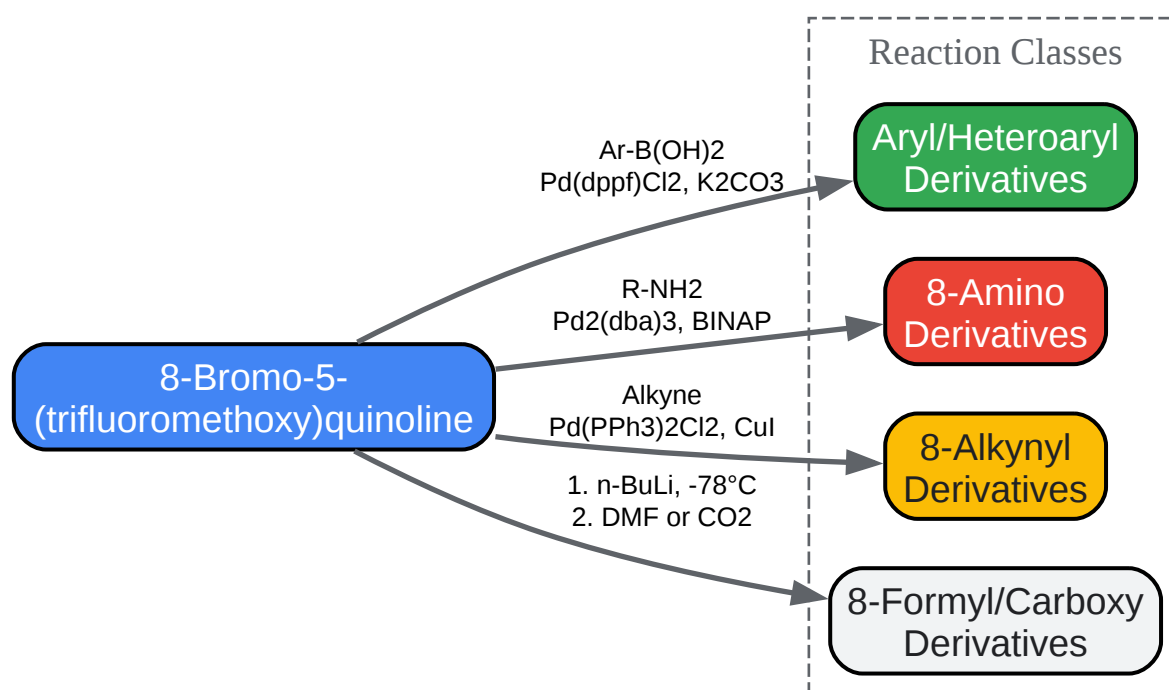 Reaction Classes
Ar-B(OH)2
Pd(dppf)Cl2, K2CO3
Aryl/Heteroaryl
Derivatives
R-NH2
Pd2(dba)3, BINAP
8-Amino
Derivatives
8-Bromo-5-
(trifluoromethoxy)quinoline
Alkyne
Pd(PPh3)2Cl2, CuI
8-Alkynyl
Derivatives
1. n-BuLi, -78°C
2. DMF or CO2
8-Formyl/Carboxy
Derivatives